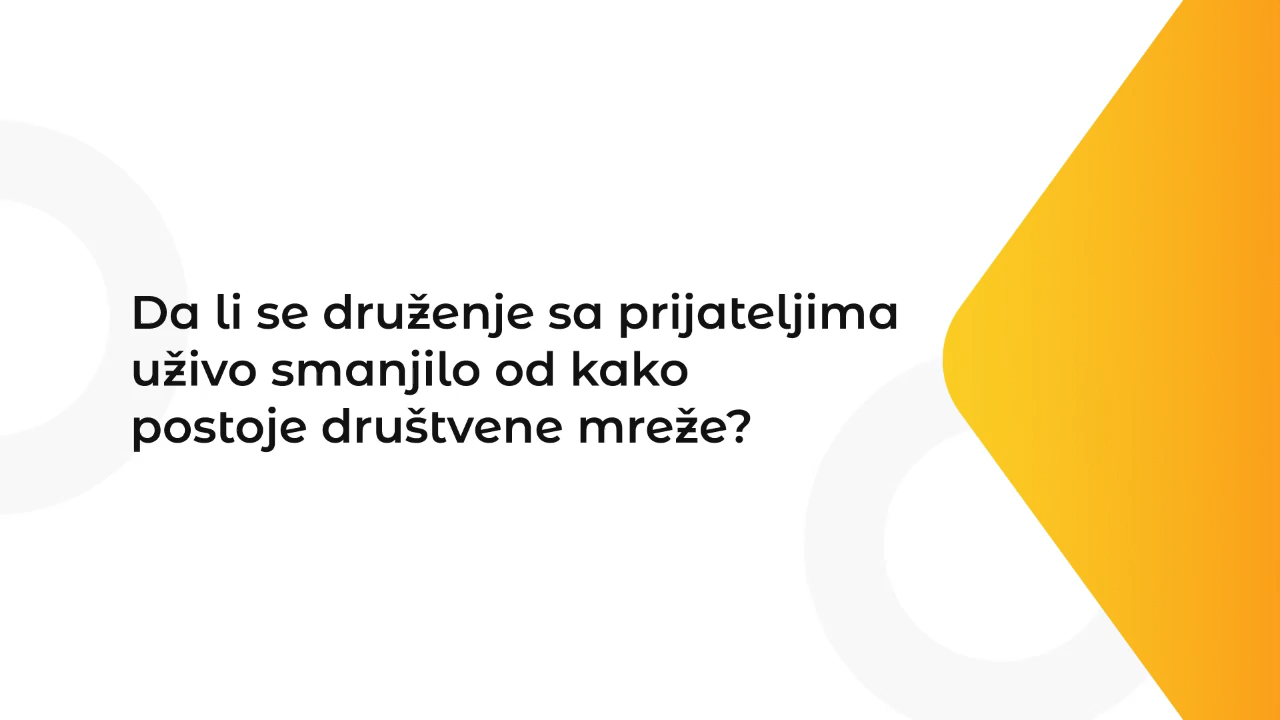 Da li se druženje sa prijateljima
uživo smanjilo od kako
postoje društvene mreže?